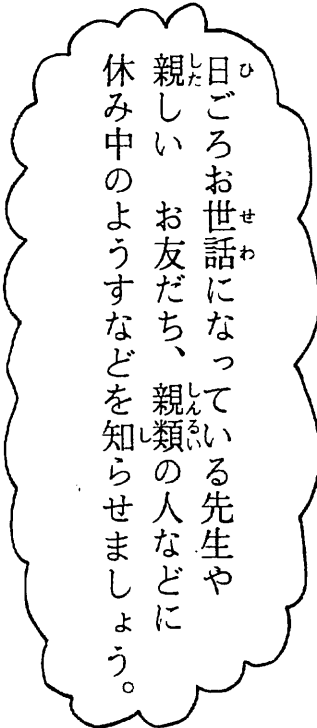 日ごろお世話になっている先生や
親しい　お友だち、親類の人などに
休み中のようすなどを知らせましょう。